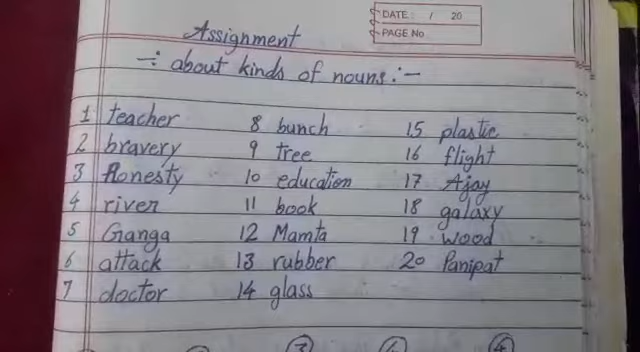 DATE: / 20
PAGE No
Assignment
-: about kinds of nouns:-
1 teacher 8 bunch 15 plastic
2 bravery 9 tree 16 flight
3 Honesty 10 education 17 Ajay
4 river 11 book 18 galaxy
5 Ganga 12 Mamta 19 wood
6 attack 13 rubber 20 Panipat
7 doctor 14 glass
3